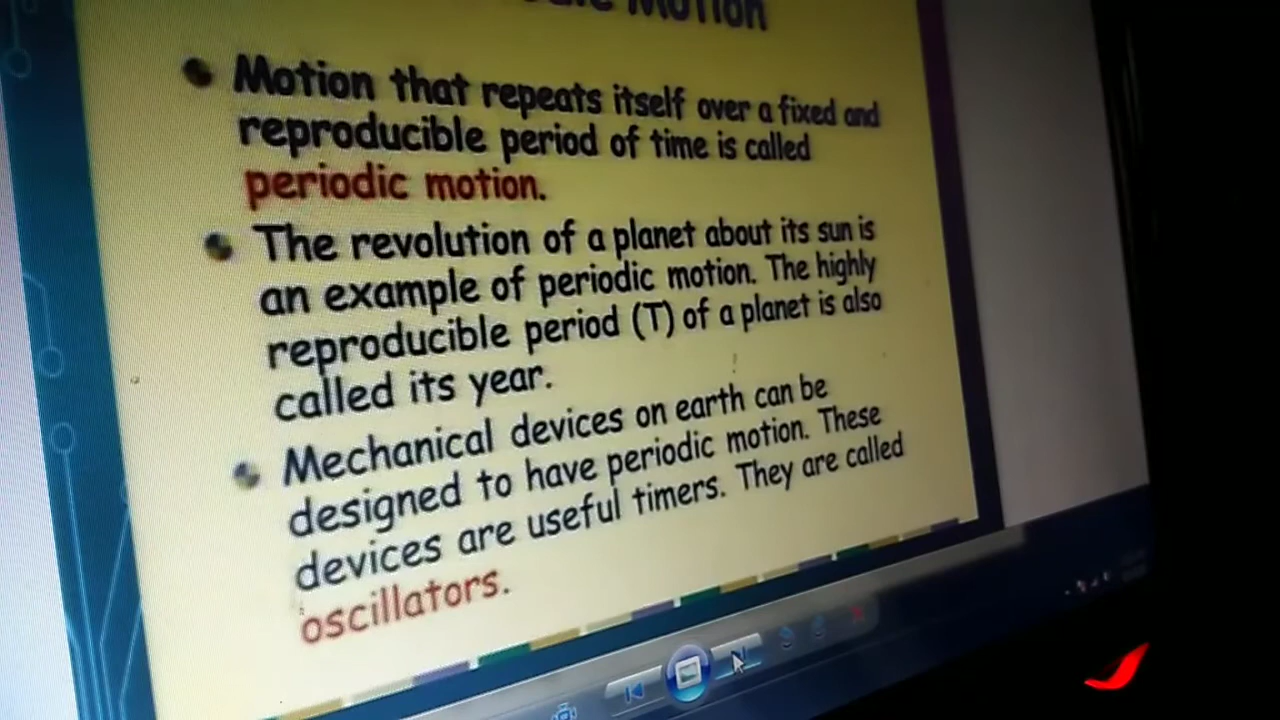 Motion
Motion that repeats itself over a fixed and
reproducible period of time is called
periodic motion.
The revolution of a planet about its sun is
an example of periodic motion. The highly
reproducible period (T) of a planet is also
called its year.
Mechanical devices on earth can be
designed to have periodic motion. These
devices are useful timers. They are called
oscillators.